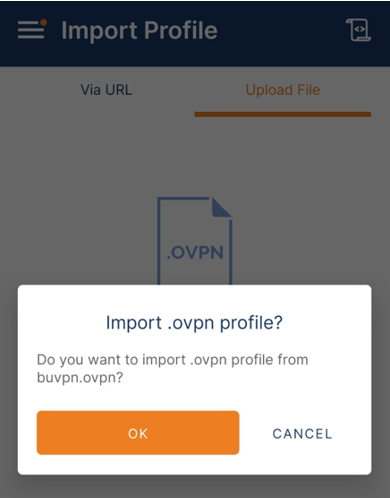 Import Profile
Via URL
Upload File
.OVPN
Import .ovpn profile?
Do you want to import .ovpn profile from
buvpn.ovpn?
OK
CANCEL